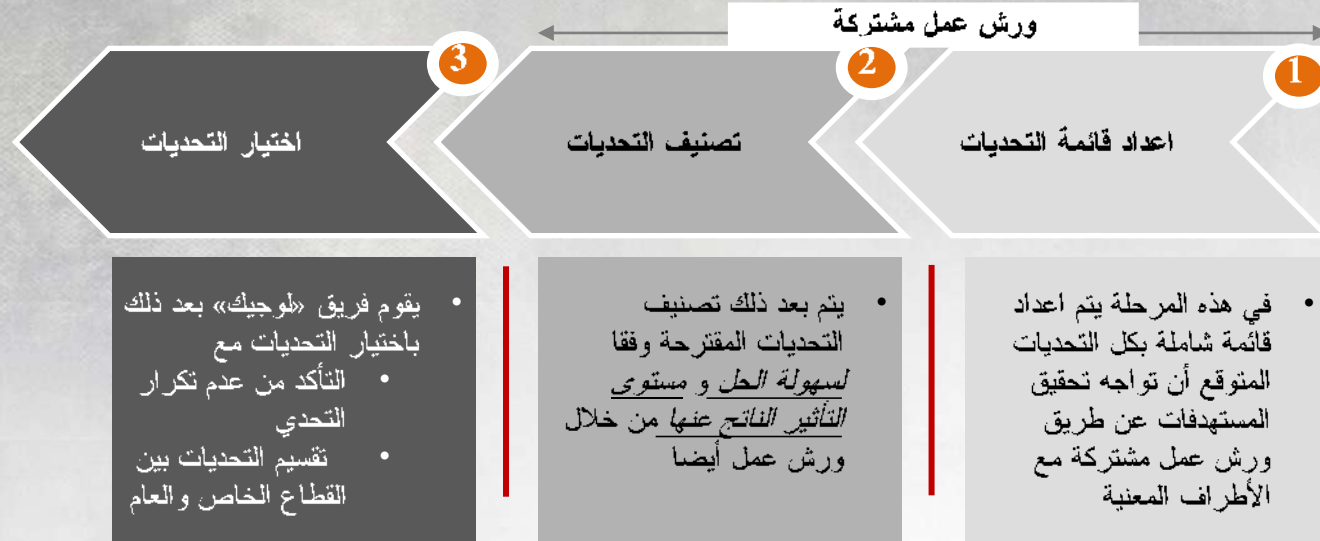 ورش عمل مشتركة
1
اعداد قائمة التحديات
2
تصنيف التحديات
3
اختيار التحديات
• في هذه المرحلة يتم اعداد
قائمة شاملة بكل التحديات
المتوقع أن تواجه تحقيق
المستهدفات عن طريق
ورش عمل مشتركة مع
الأطراف المعنية
• يتم بعد ذلك تصنيف
التحديات المقترحة وفقا
لسهولة الحل و مستوى
التأثير الناتج عنها من خلال
ورش عمل أيضا
• يقوم فريق «لوجيك» بعد ذلك
باختيار التحديات مع
• التأكد من عدم تكرار
التحدي
• تقسيم التحديات بين
القطاع الخاص والعام